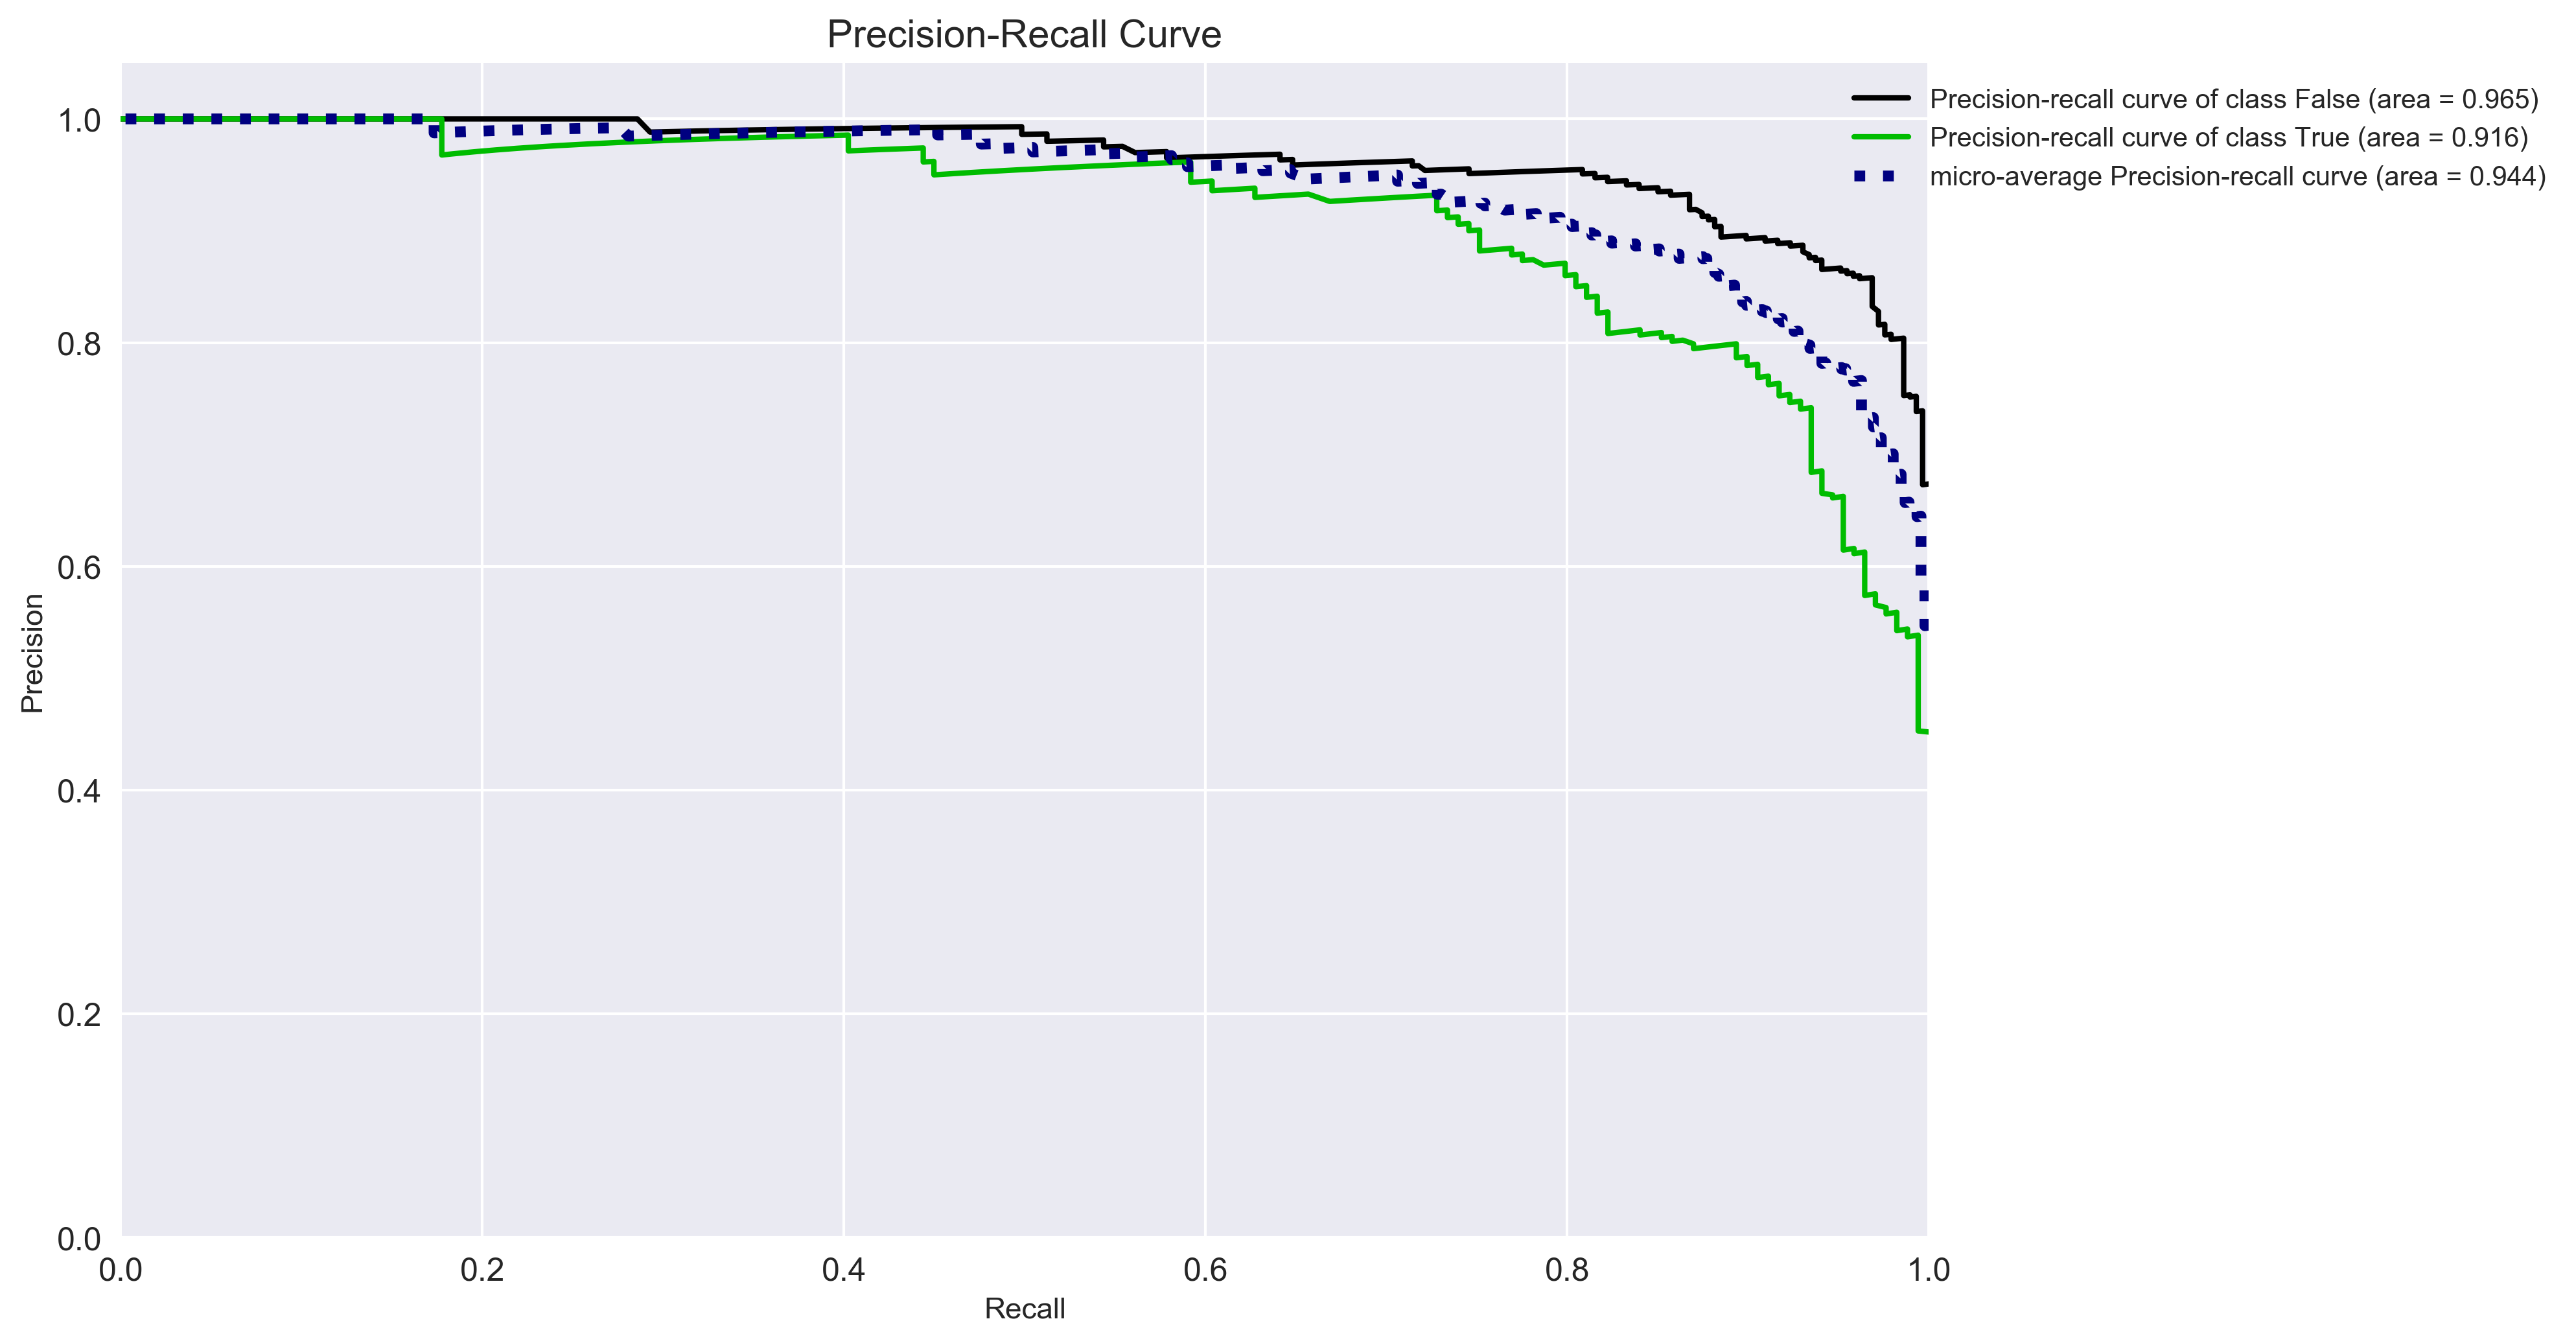 Precision-Recall Curve
Precision-recall curve of class False (area = 0.965)
Precision-recall curve of class True (area = 0.916)
micro-average Precision-recall curve (area = 0.944)
1.0
0.8
0.6
0.4
0.2
0.0
Precision
0.0 0.2 0.4 0.6 0.8 1.0
Recall